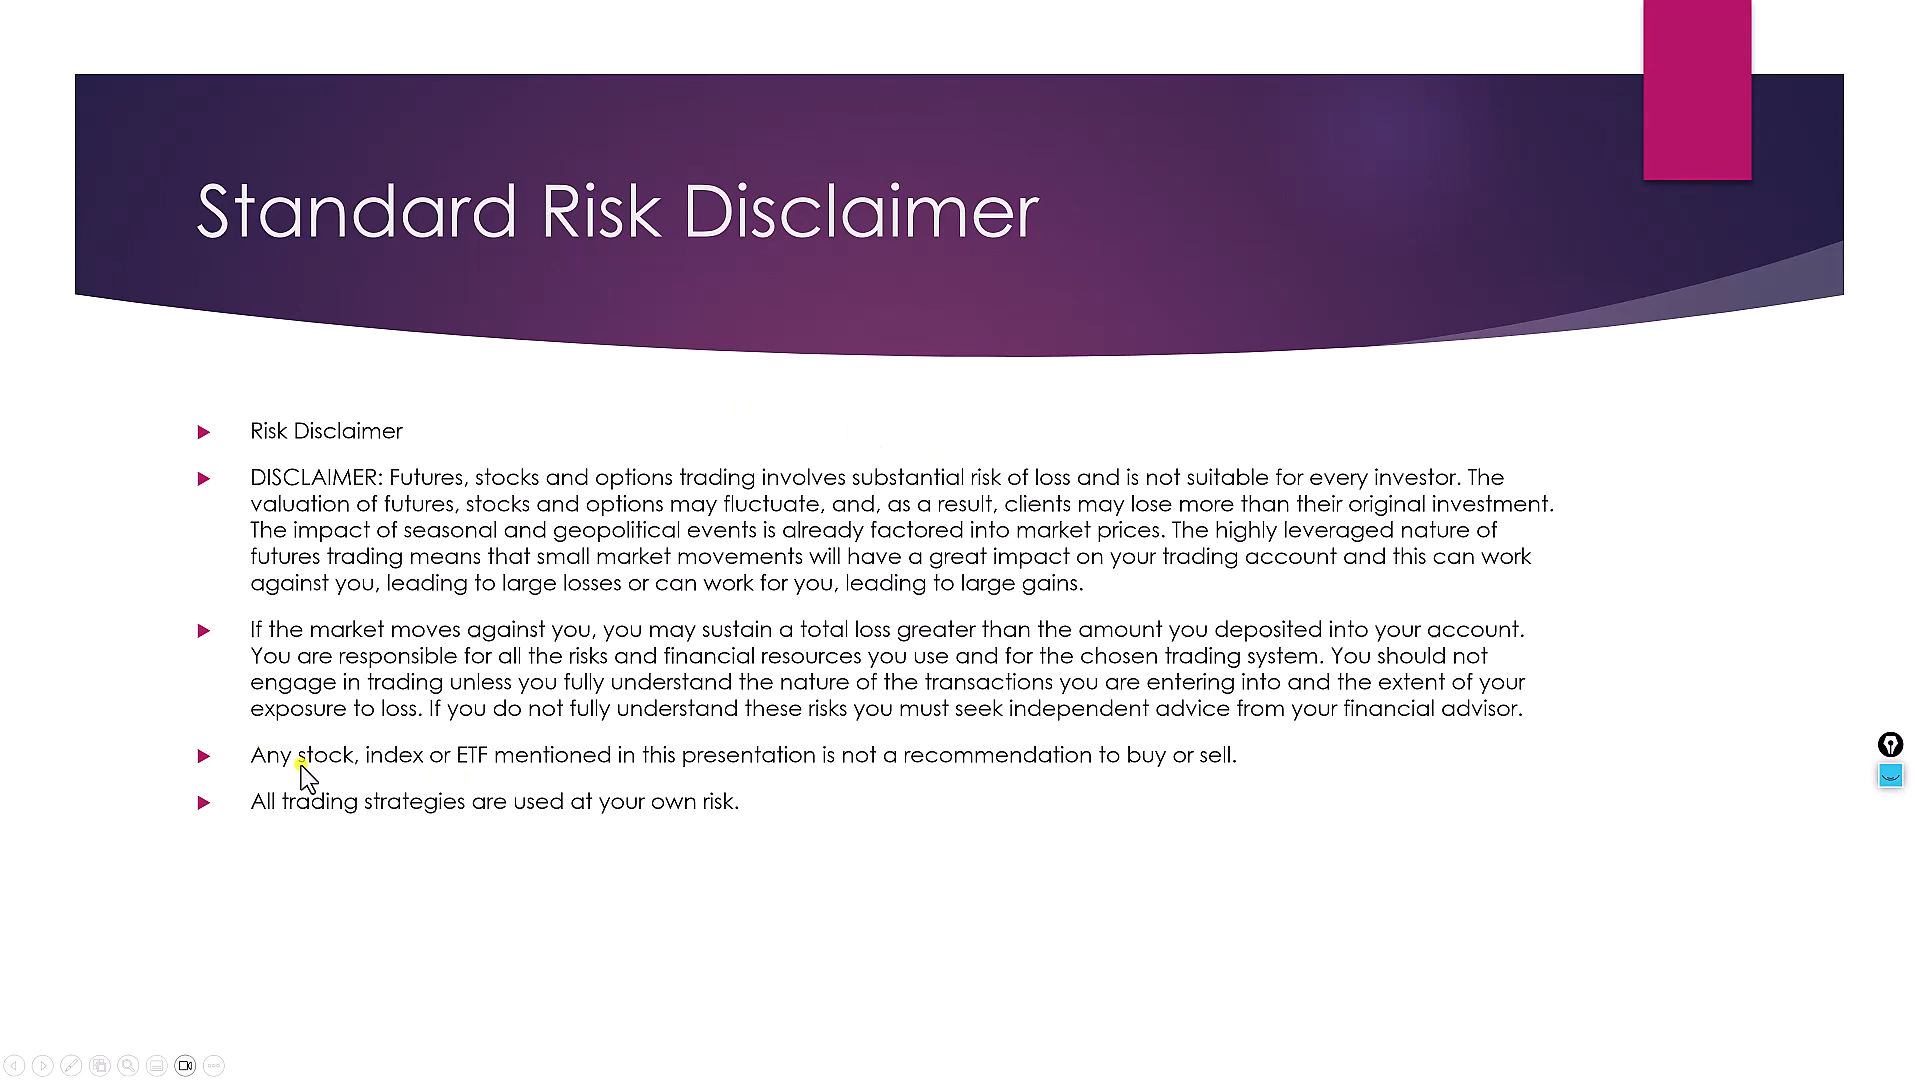 Standard Risk Disclaimer
Risk Disclaimer
DISCLAIMER: Futures, stocks and options trading involves substantial risk of loss and is not suitable for every investor. The
valuation of futures, stocks and options may fluctuate, and, as a result, clients may lose more than their original investment.
The impact of seasonal and geopolitical events is already factored into market prices. The highly leveraged nature of
futures trading means that small market movements will have a great impact on your trading account and this can work
against you, leading to large losses or can work for you, leading to large gains.
If the market moves against you, you may sustain a total loss greater than the amount you deposited into your account.
You are responsible for all the risks and financial resources you use and for the chosen trading system. You should not
engage in trading unless you fully understand the nature of the transactions you are entering into and the extent of your
exposure to loss. If you do not fully understand these risks you must seek independent advice from your financial advisor.
Any stock, index or ETF mentioned in this presentation is not a recommendation to buy or sell.
All trading strategies are used at your own risk.